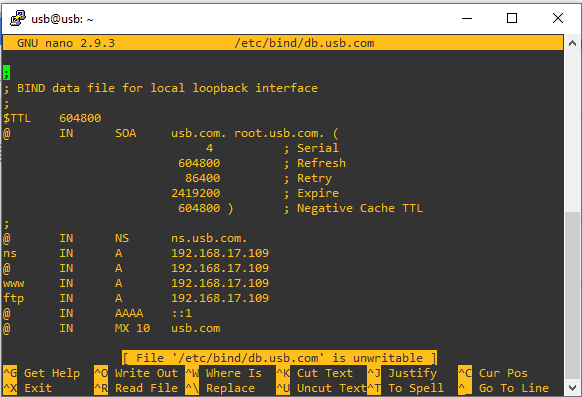 usb@usb: ~
GNU nano 2.9.3 /etc/bind/db.usb.com
;
; BIND data file for local loopback interface
;
$TTL 604800
@ IN SOA usb.com. root.usb.com. (
4 ; Serial
604800 ; Refresh
86400 ; Retry
2419200 ; Expire
604800 ) ; Negative Cache TTL
;
@ IN NS ns.usb.com.
ns IN A 192.168.17.109
@ IN A 192.168.17.109
www IN A 192.168.17.109
ftp IN A 192.168.17.109
@ IN AAAA ::1
@ IN MX 10 usb.com
[ File '/etc/bind/db.usb.com' is unwritable ]
^G Get Help ^O Write Out ^W Where Is ^K Cut Text ^J Justify ^C Cur Pos
^X Exit ^R Read File ^\ Replace ^U Uncut Text ^T To Spell ^_ Go To Line